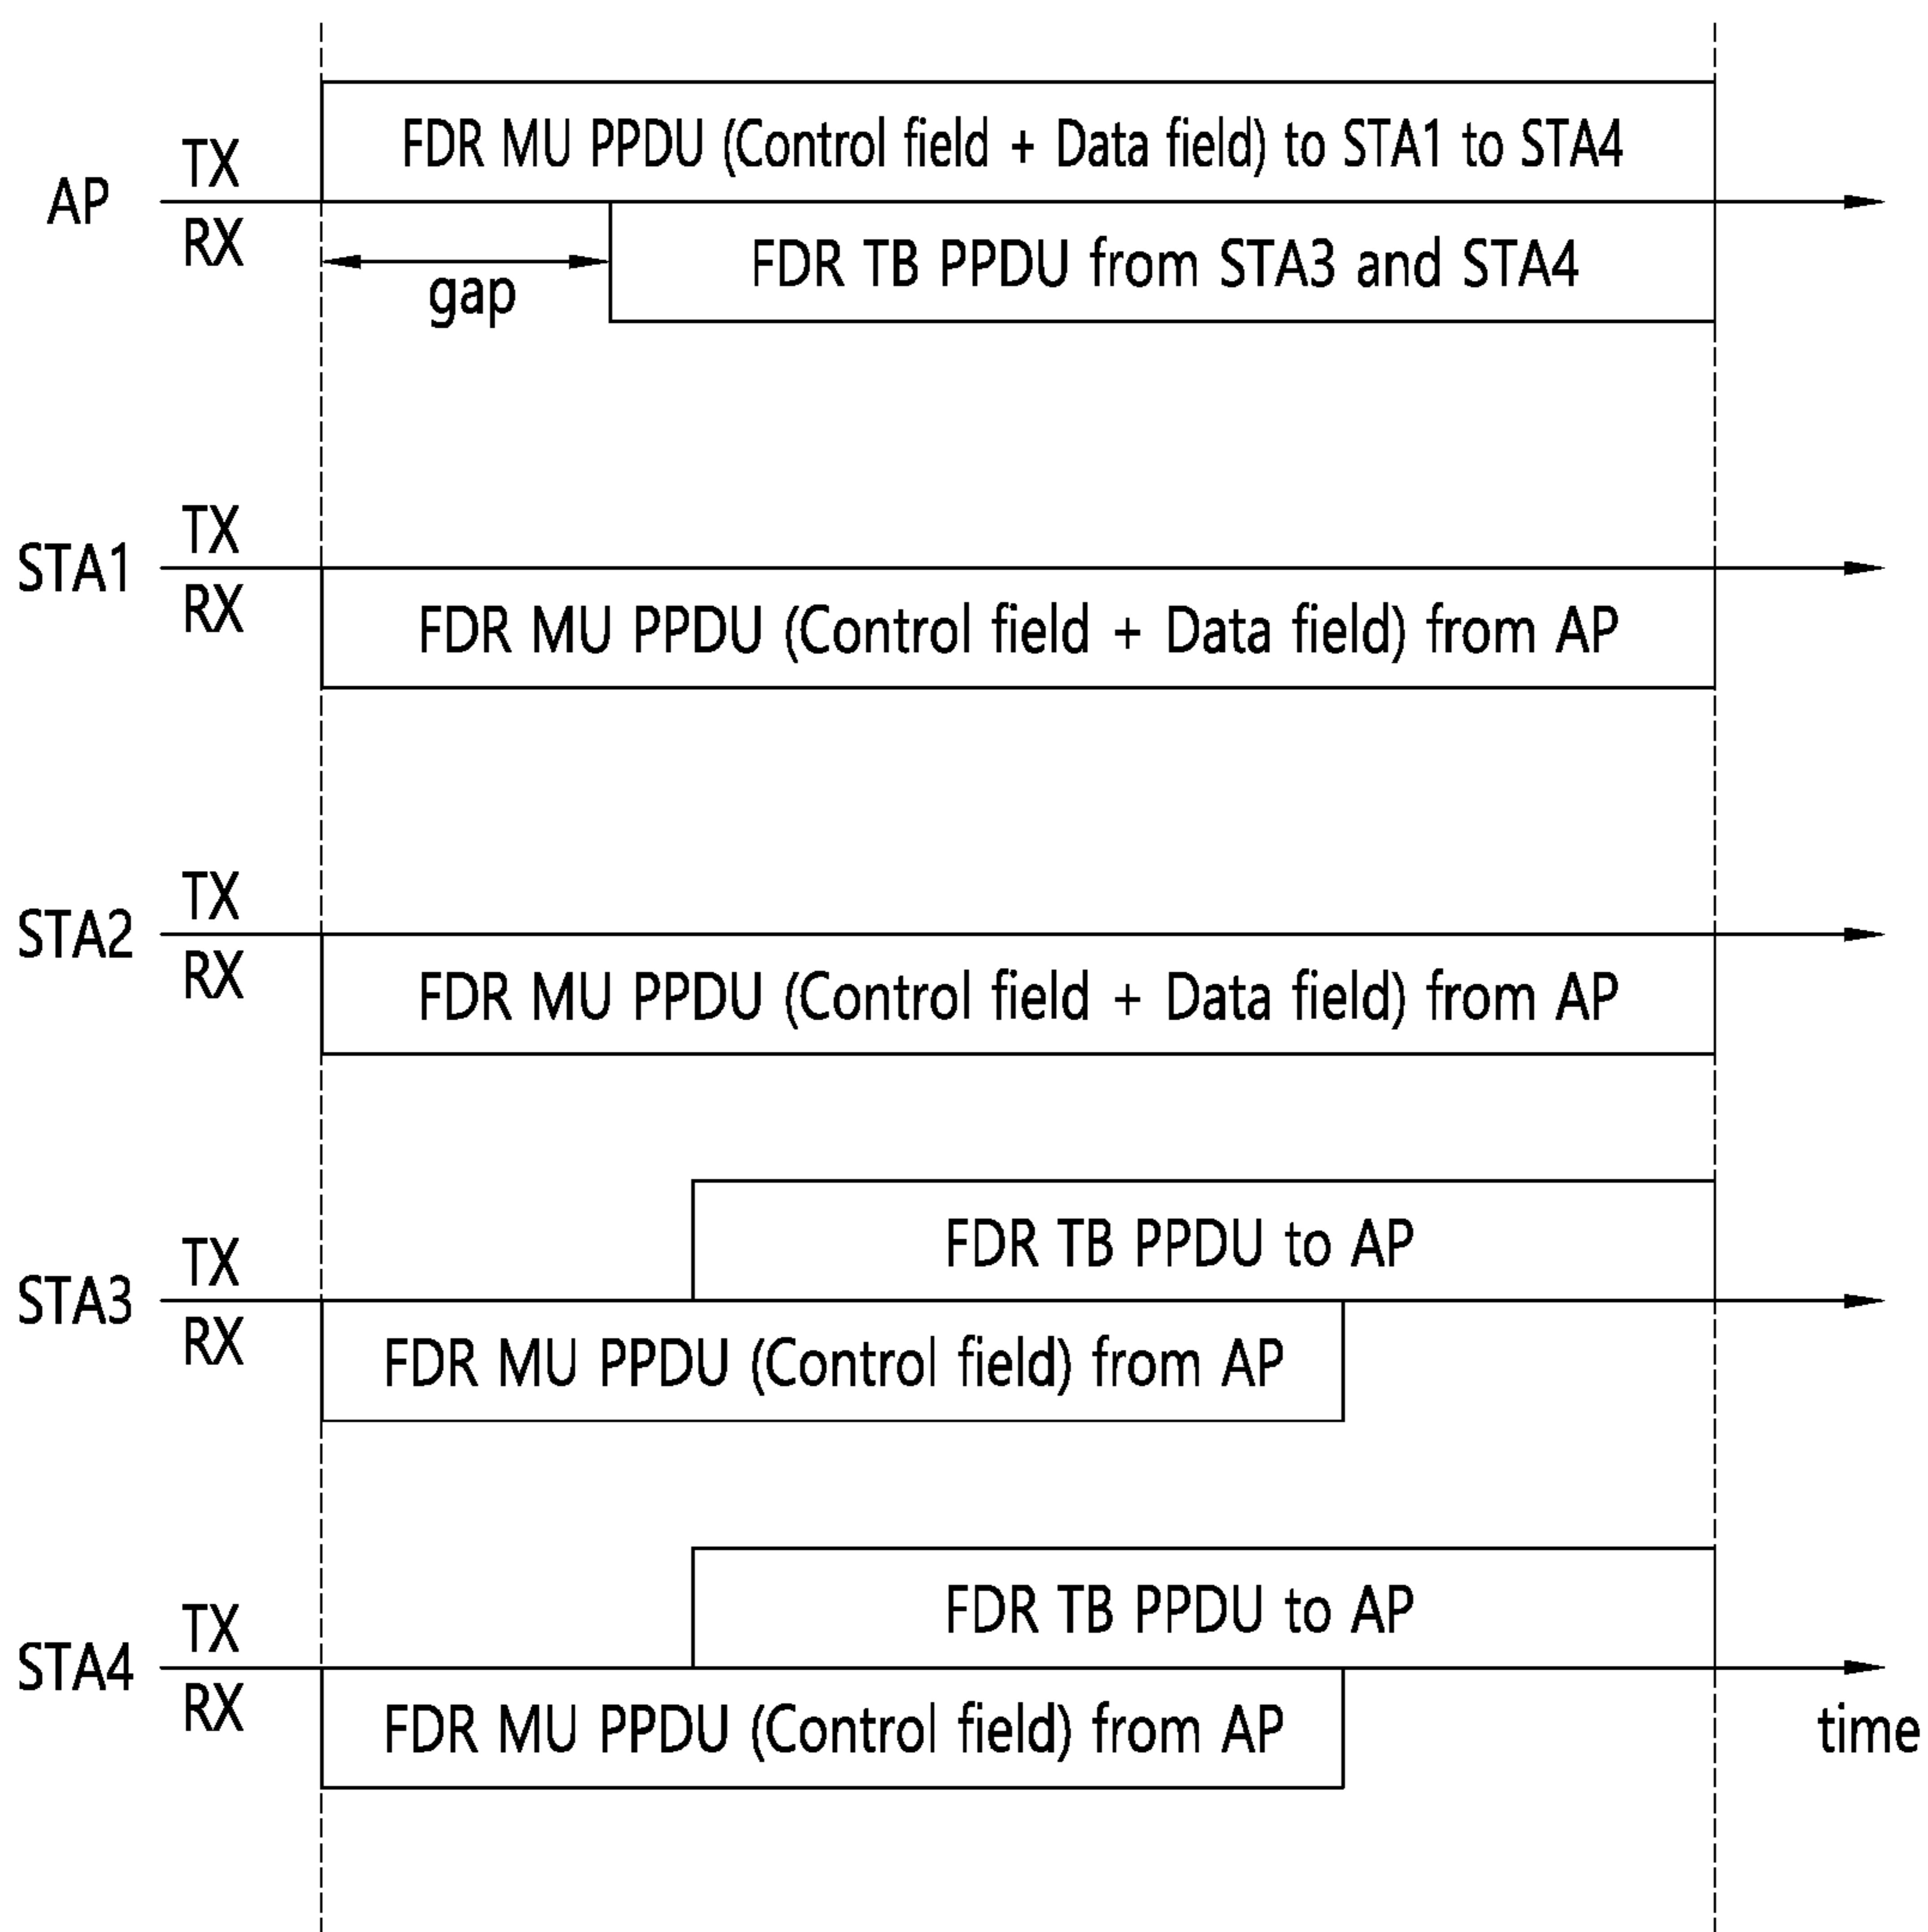 FDR MU PPDU (Control field + Data field) to STA1 to STA4
TX
AP
RX
FDR TB PPDU from STA3 and STA4
gap
TX
STA1
RX
FDR MU PPDU (Control field + Data field) from AP
TX
STA2
RX
FDR MU PPDU (Control field + Data field) from AP
FDR TB PPDU to AP
TX
STA3
RX
FDR MU PPDU (Control field) from AP
FDR TB PPDU to AP
TX
STA4
RX
FDR MU PPDU (Control field) from AP
time